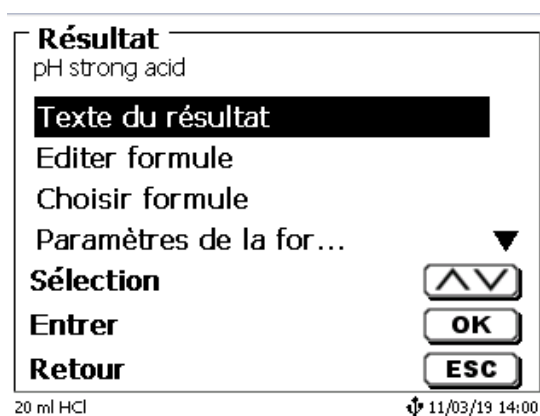 Résultat
pH strong acid
Texte du résultat
Editer formule
Choisir formule
Paramètres de la for...
Sélection
Entrer OK
Retour ESC
20 ml HCl 11/03/19 14:00